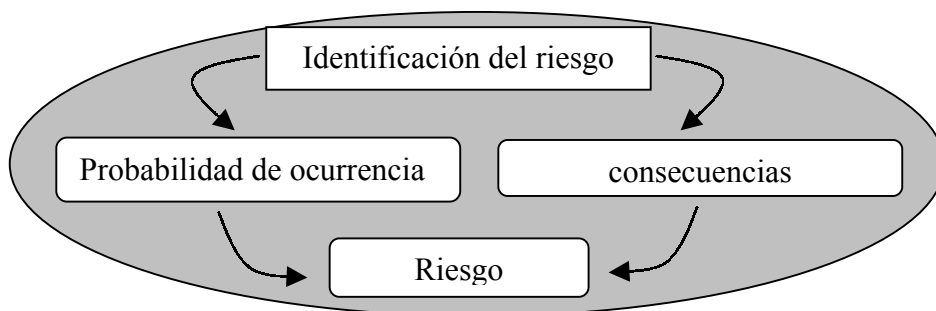 Identificación del riesgo
Probabilidad de ocurrencia
consecuencias
Riesgo